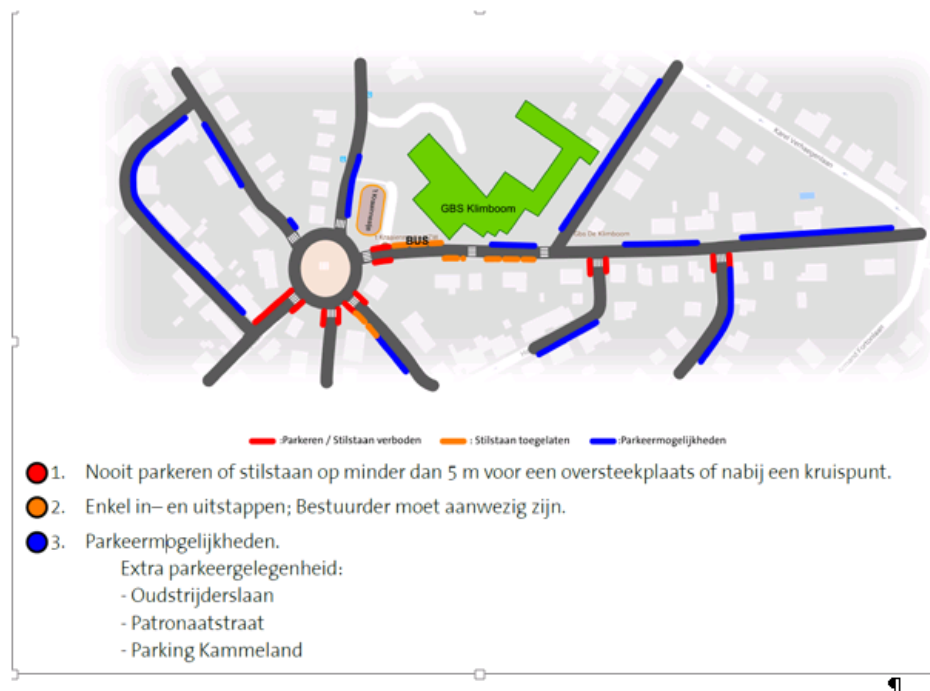 Karel Verhaegenlaan
GBS Klimboom
BUS
Gbs De Klimboom
:Parkeren / Stilstaan verboden
: Stilstaan toegelaten
:Parkeermogelijkheden
1. Nooit parkeren of stilstaan op minder dan 5 m voor een oversteekplaats of nabij een kruispunt.
2. Enkel in– en uitstappen; Bestuurder moet aanwezig zijn.
3. Parkeermogelijkheden.
Extra parkeergelegenheid:
- Oudstrijderslaan
- Patronaatstraat
- Parking Kammeland
¶